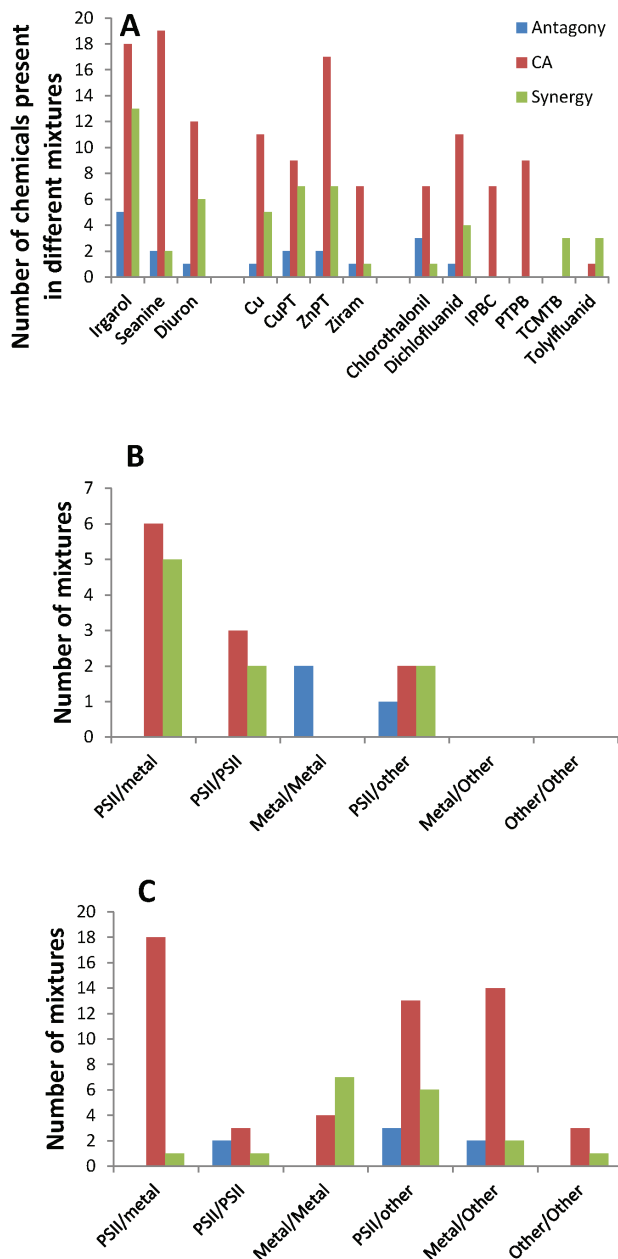 A
Antagony
CA
Synergy
Number of chemicals present
in different mixtures
20
18
16
14
12
10
8
6
4
2
0
Irgarol
Seanine
Diuron
Cu
CuPT
ZnPT
Ziram
Chlorothalonil
Dichlofluanid
IPBC
PTPB
TCMTB
Tolylfluanid
B
Number of mixtures
7
6
5
4
3
2
1
0
PSII/metal
PSII/PSII
Metal/Metal
PSII/other
Metal/Other
Other/Other
C
Number of mixtures
20
18
16
14
12
10
8
6
4
2
0
PSII/metal
PSII/PSII
Metal/Metal
PSII/other
Metal/Other
Other/Other